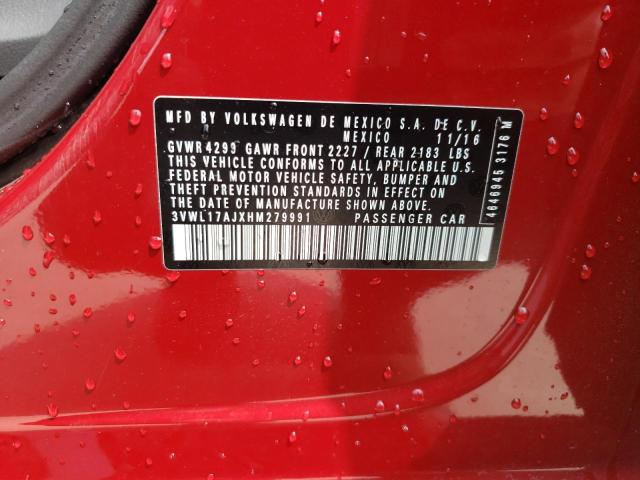 MFD BY VOLKSWAGEN DE MEXICO S.A. DE C.V.
MEXICO 11/16
GVWR 4299 GAWR FRONT 2227 / REAR 2183 LBS
THIS VEHICLE CONFORMS TO ALL APPLICABLE U.S.
FEDERAL MOTOR VEHICLE SAFETY, BUMPER AND
THEFT PREVENTION STANDARDS IN EFFECT ON
THE DATE OF MANUFACTURE SHOWN ABOVE
3VWL17AJXHM279991 PASSENGER CAR
4646945 3176 M